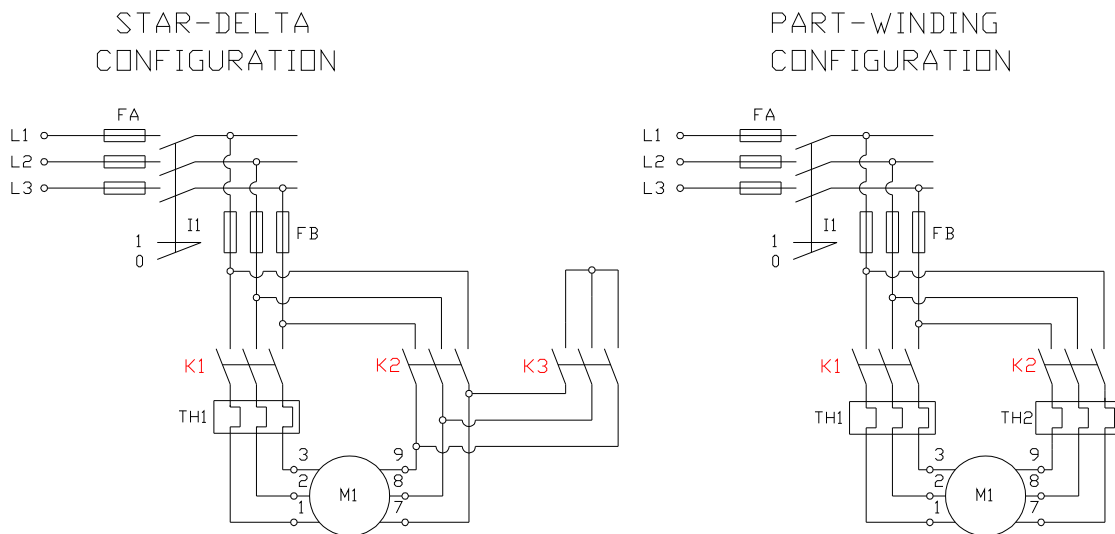 STAR-DELTA
CONFIGURATION
FA
L1
L2
L3
I1
1
0
FB
K1
K2
K3
TH1
3
9
2
8
1
7
M1
PART-WINDING
CONFIGURATION
FA
L1
L2
L3
I1
1
0
FB
K1
K2
TH1
TH2
3
9
2
8
1
7
M1